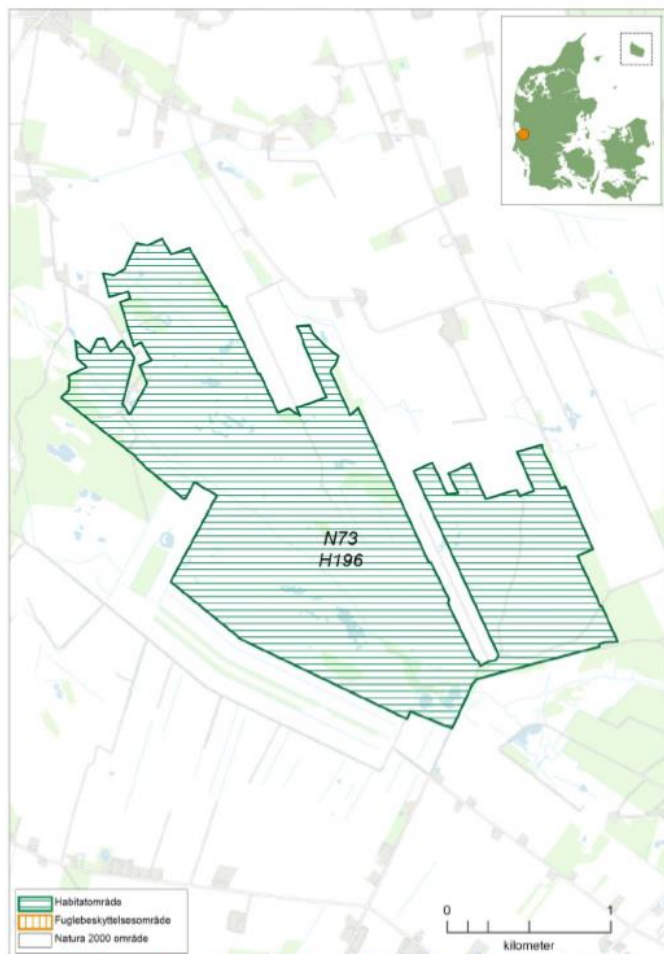 N73
H196
Habitatområde
Fuglebeskyttelsesområde
Natura 2000 område
0 1
kilometer